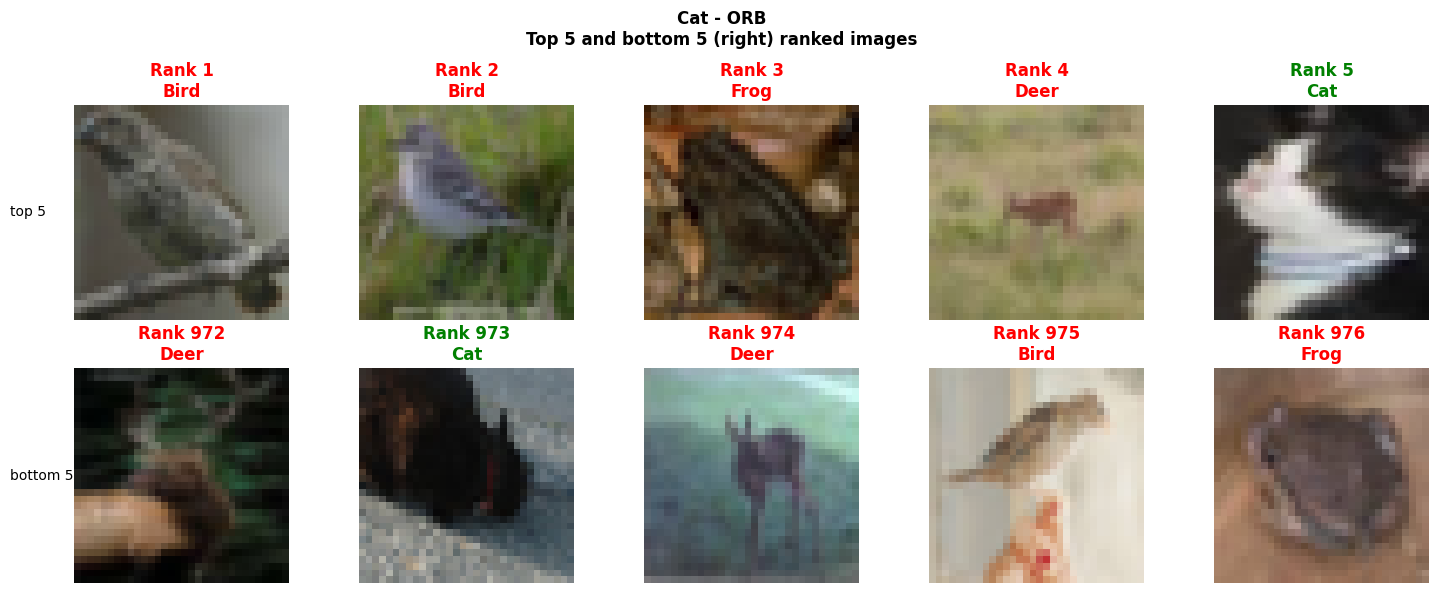 Cat - ORB
Top 5 and bottom 5 (right) ranked images
Rank 1
Bird
Rank 2
Bird
Rank 3
Frog
Rank 4
Deer
Rank 5
Cat
top 5
Rank 972
Deer
Rank 973
Cat
Rank 974
Deer
Rank 975
Bird
Rank 976
Frog
bottom 5